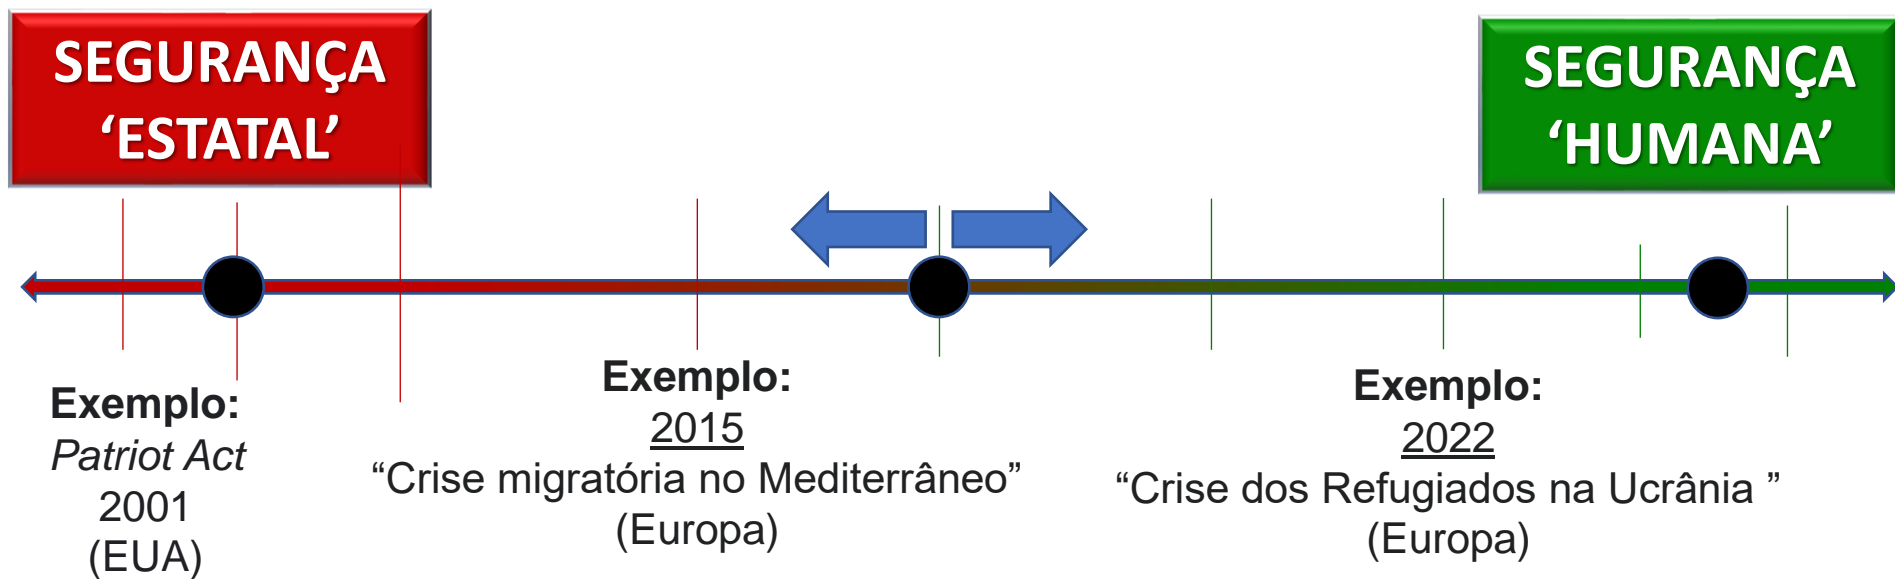 SEGURANÇA
‘ESTATAL’
SEGURANÇA
‘HUMANA’
Exemplo:
Patriot Act
2001
(EUA)
Exemplo:
2015
“Crise migratória no Mediterrâneo”
(Europa)
Exemplo:
2022
“Crise dos Refugiados na Ucrânia ”
(Europa)